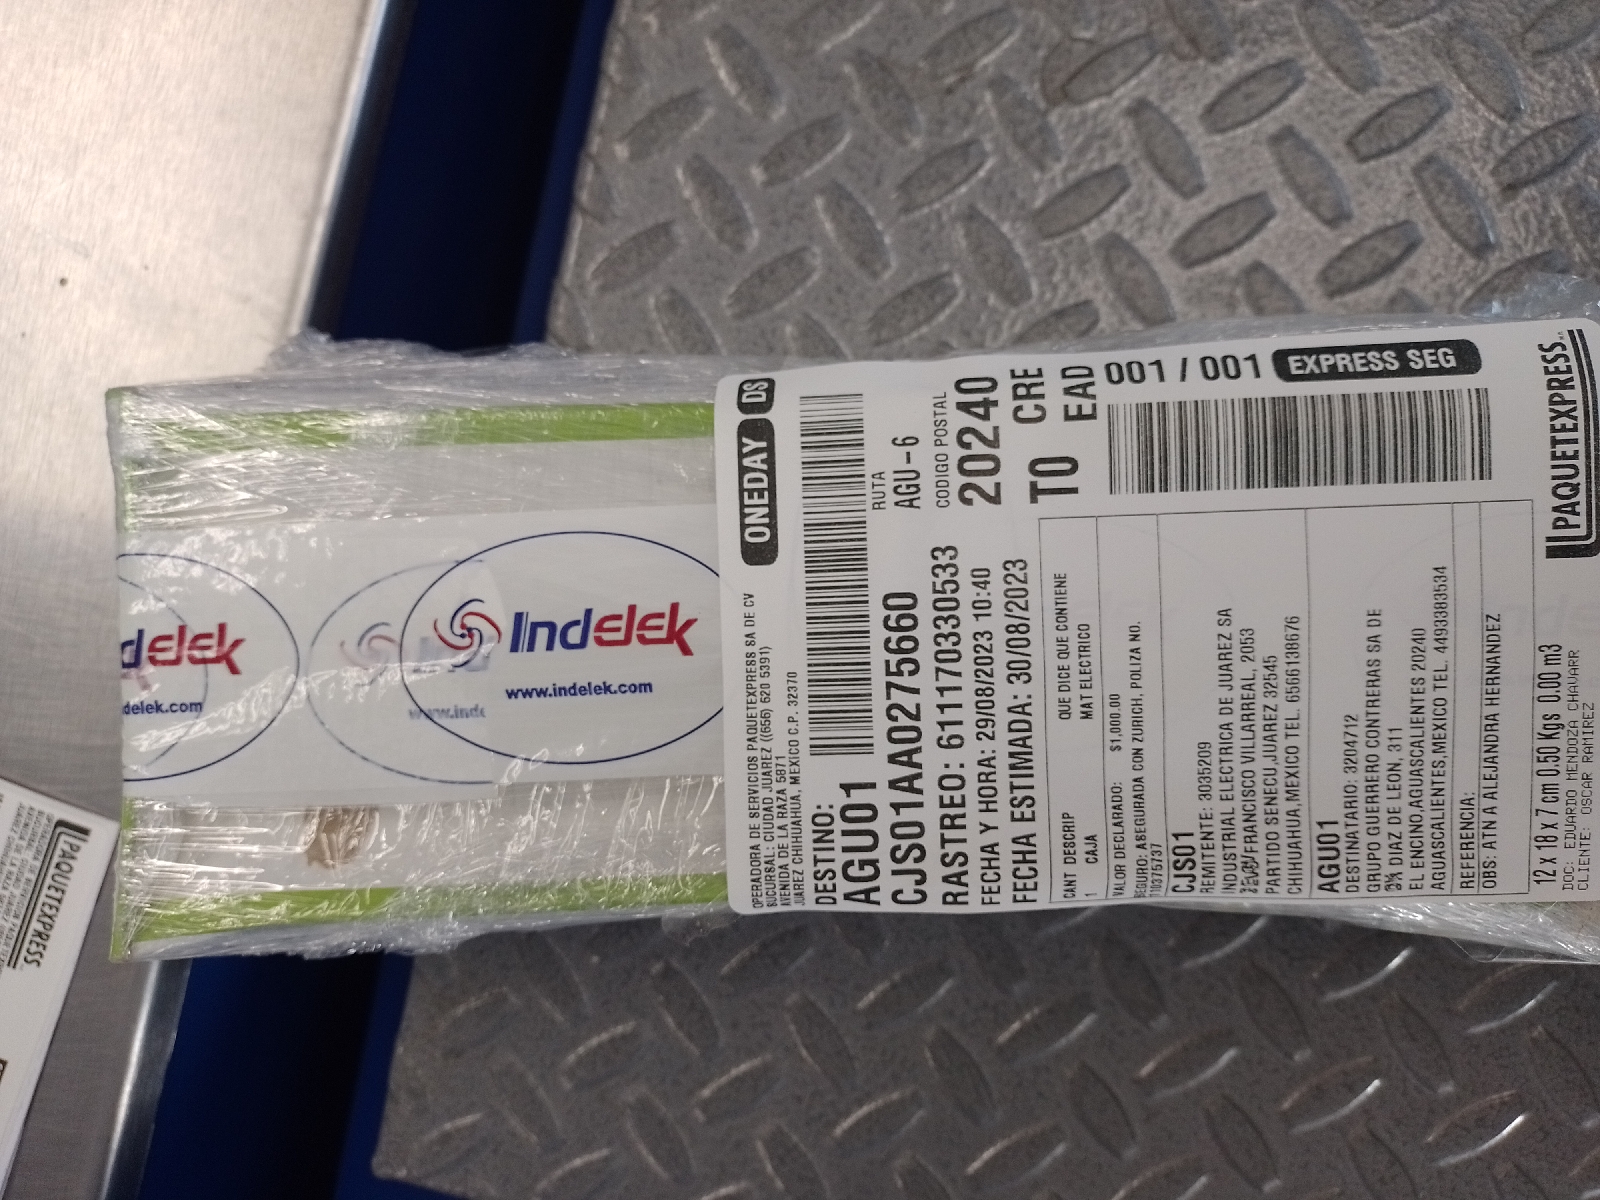 Indelek
www.indelek.com
delek
delek.com
www.inde
ONEDAY DS
OPERADORA DE SERVICIOS PAQUETEXPRESS SA DE CV
SUCURSAL: CIUDAD JUAREZ ((656) 620 5391)
AVENIDA DE LA RAZA 5871
JUAREZ CHIHUAHUA, MEXICO C.P. 32370
DESTINO:
AGU01
RUTA
AGU-6
CJS01AA0275660
CODIGO POSTAL
20240
RASTREO: 611170330533
FECHA Y HORA: 29/08/2023 10:40
FECHA ESTIMADA: 30/08/2023
TO CRE
EAD
001 / 001 EXPRESS SEG
CANT DESCRIP QUE DICE QUE CONTIENE
1 CAJA MAT ELECTRICO
VALOR DECLARADO: $1,000.00
SEGURO: ASEGURADA CON ZURICH. POLIZA NO.
110375797
CJS01
REMITENTE: 3035209
INDUSTRIAL ELECTRICA DE JUAREZ SA
FRANCISCO VILLARREAL, 2053
PARTIDO SENECU,JUAREZ 32545
CHIHUAHUA,MEXICO TEL. 6566138676
AGU01
DESTINATARIO: 3204712
GRUPO GUERRERO CONTRERAS SA DE
DIAZ DE LEON, 311
EL ENCINO,AGUASCALIENTES 20240
AGUASCALIENTES,MEXICO TEL. 4493383534
REFERENCIA:
OBS: ATN A ALEJANDRA HERNANDEZ
12 x 18 x 7 cm 0.50 Kgs 0.00 m3
DOC: EDUARDO MENDOZA CHAVARR
CLIENTE: OSCAR RAMIREZ
PAQUETEXPRESS
PAQUETEXPRESS